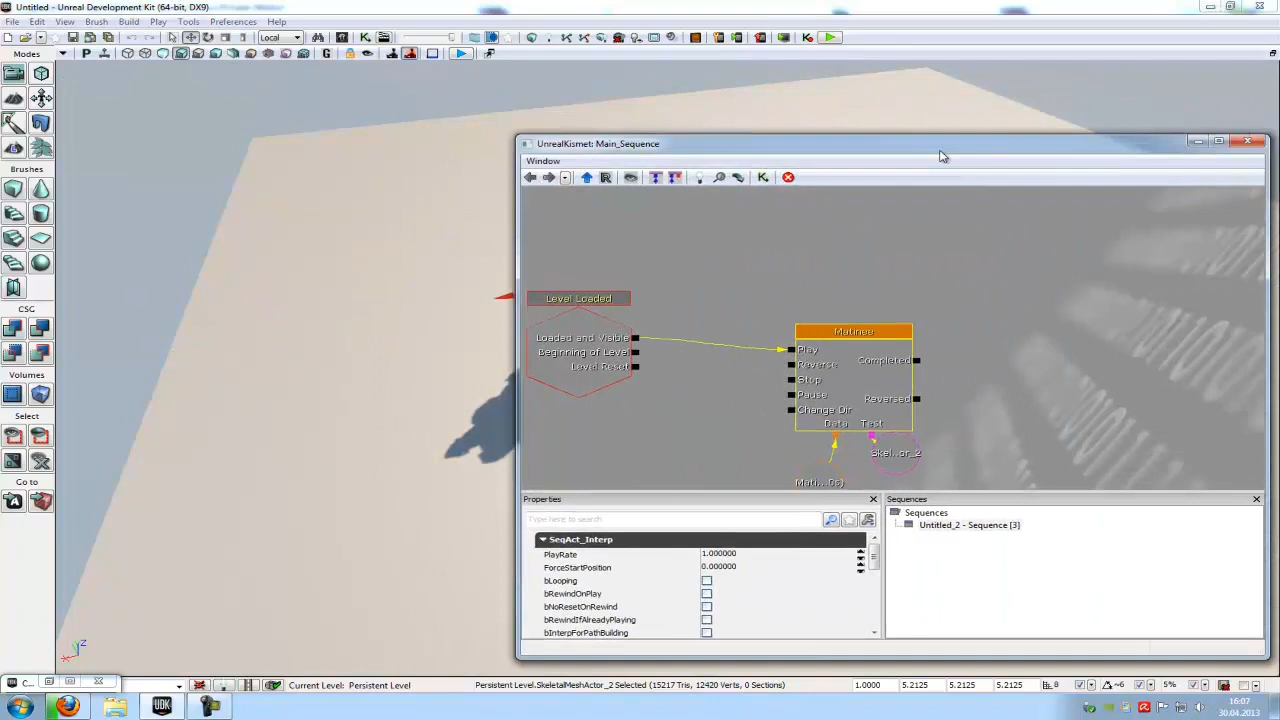 Untitled - Unreal Development Kit (64-bit, DX9)
File Edit View Brush Build Play Tools Preferences Help
Local
Modes
P
G
Brushes
CSG
Volumes
Select
Go to
UnrealKismet: Main_Sequence
Window
R
Level Loaded
Loaded and Visible
Beginning of Level
Level Reset
Matinee
Play
Reverse
Stop
Pause
Change Dir
Completed
Reversed
Data Test
Skel...or_2
Mati...0s)
Properties
Type here to search
SeqAct_Interp
PlayRate 1.000000
ForceStartPosition 0.000000
bLooping
bRewindOnPlay
bNoResetOnRewind
bRewindIfAlreadyPlaying
bInterpForPathBuilding
Sequences
Sequences
Untitled_2 - Sequence [3]
Z
X
C...
Current Level: Persistent Level
Persistent Level.SkeletalMeshActor_2 Selected (15217 Tris, 12420 Verts, 0 Sections)
1.0000 5.2125 5.2125 5.2125
8
6
5%
UDK
16:07
30.04.2013